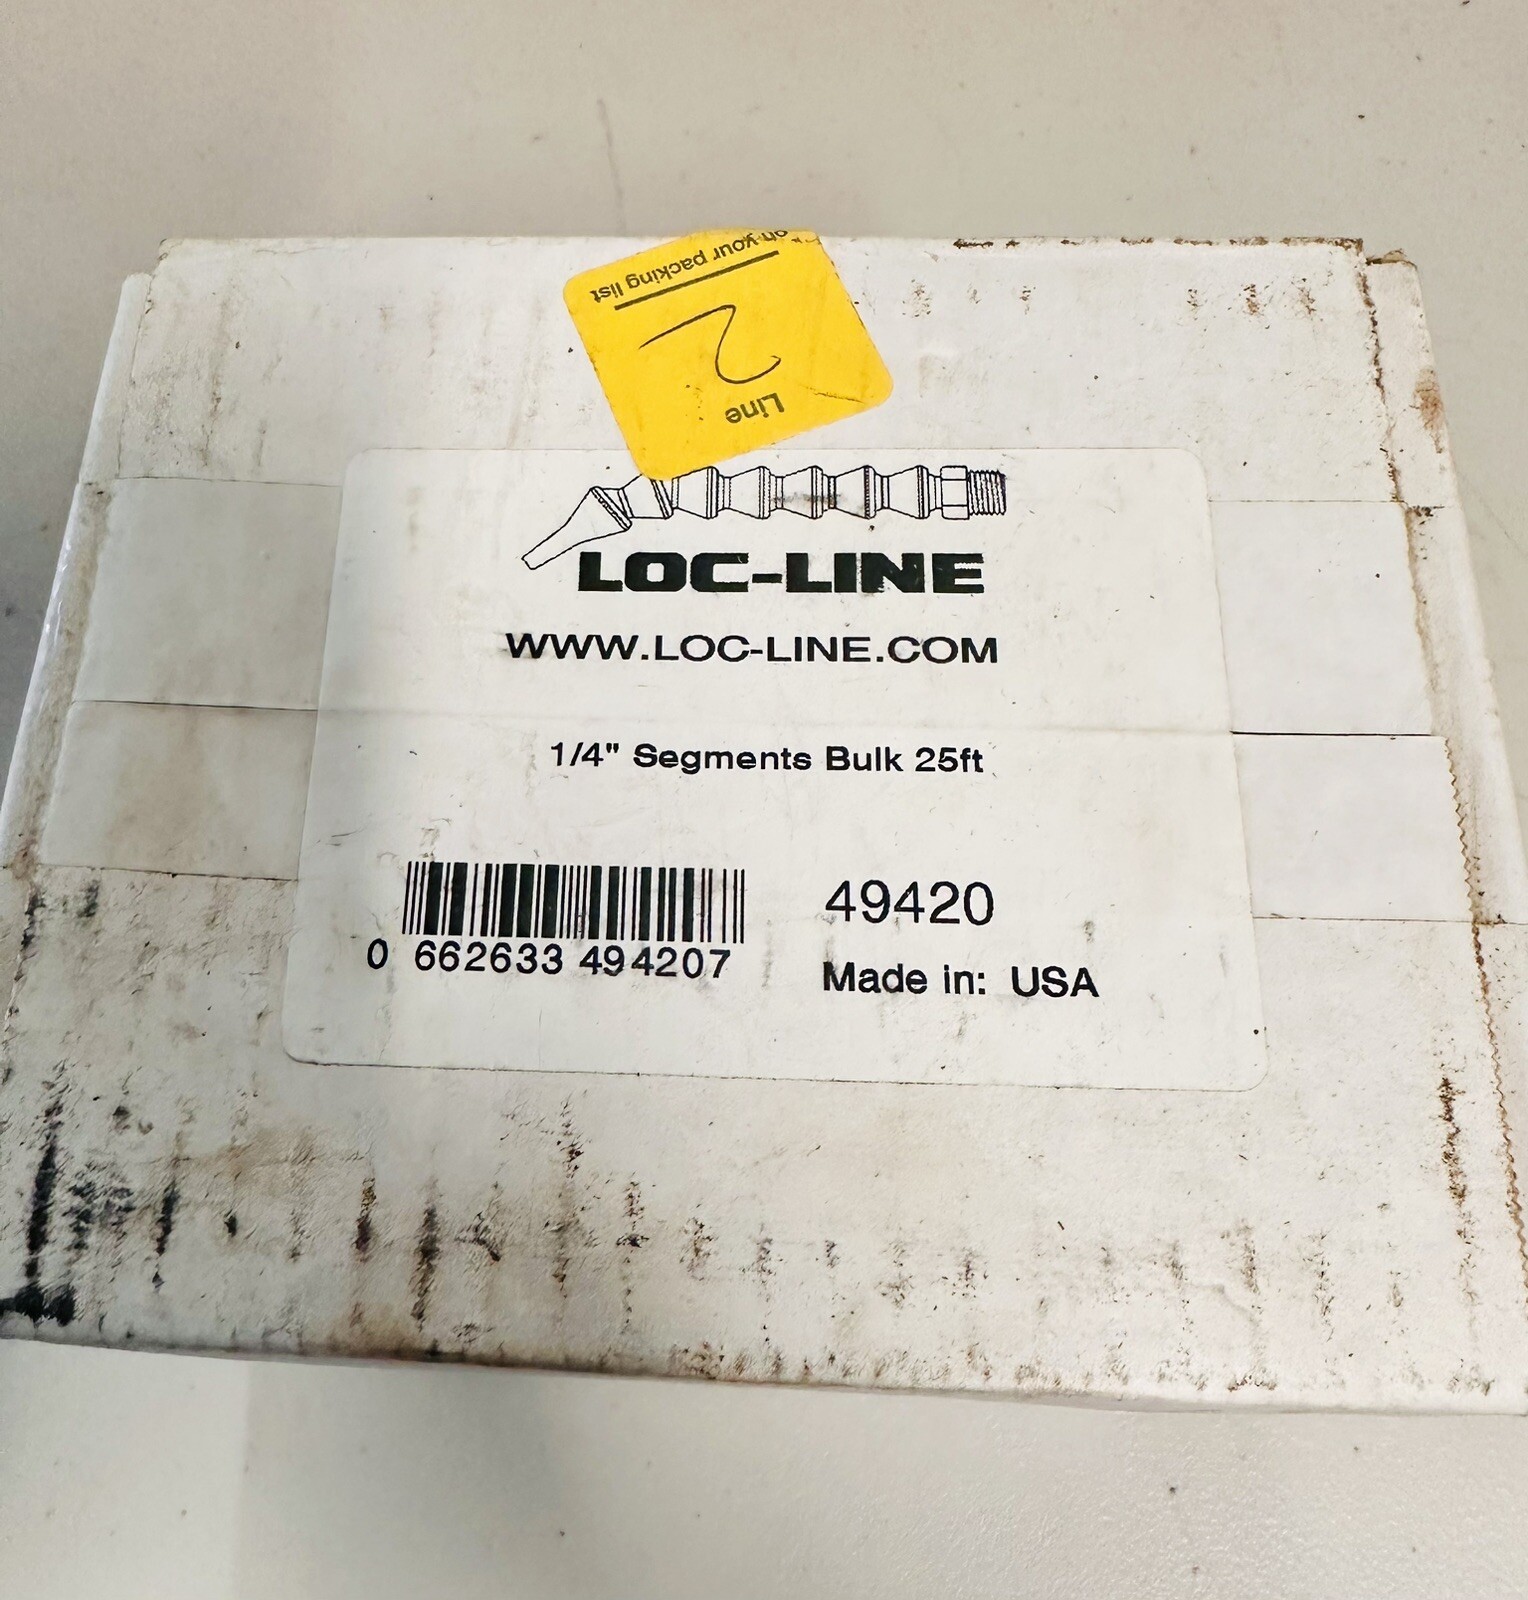 on your packing list
2
Line
LOC-LINE
WWW.LOC-LINE.COM
1/4" Segments Bulk 25ft
0 662633 494207
49420
Made in: USA